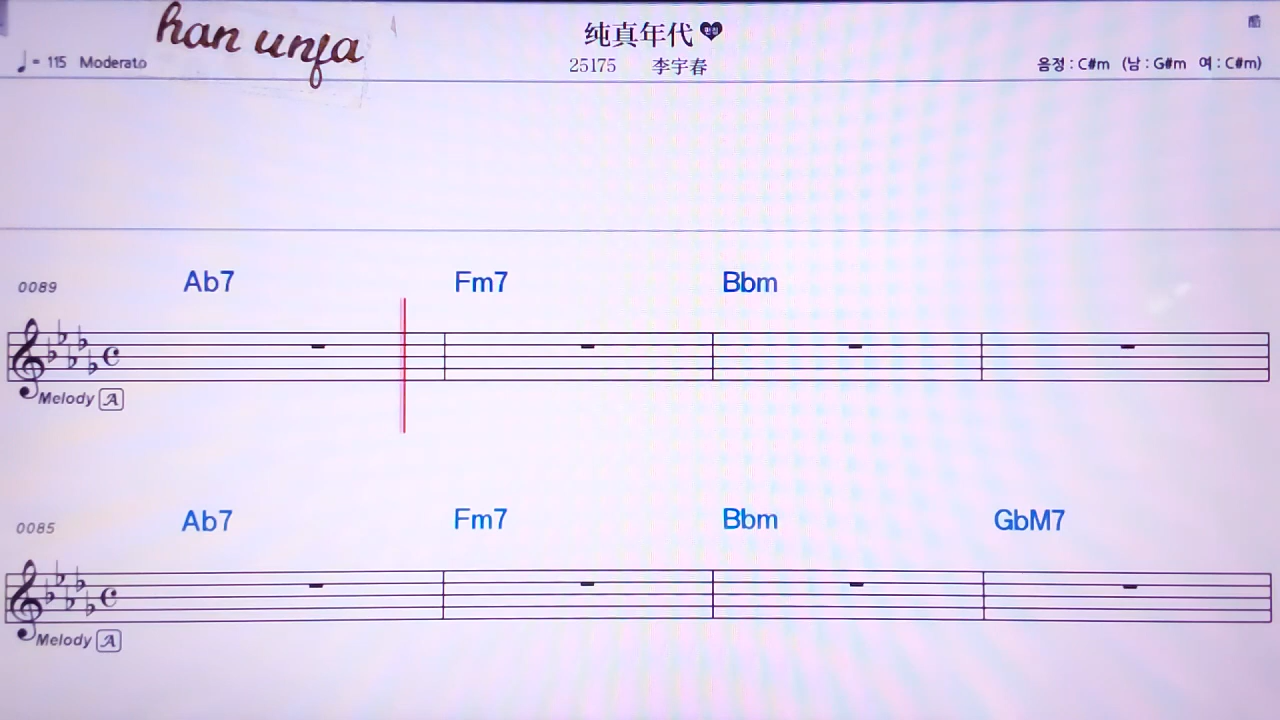 han unfa
纯真年代
♩= 115 Moderato
25175 李宇春
음정 : C#m (남 : G#m 여 : C#m)
0089 Ab7 Fm7 Bbm
Melody A
0085 Ab7 Fm7 Bbm GbM7
Melody A